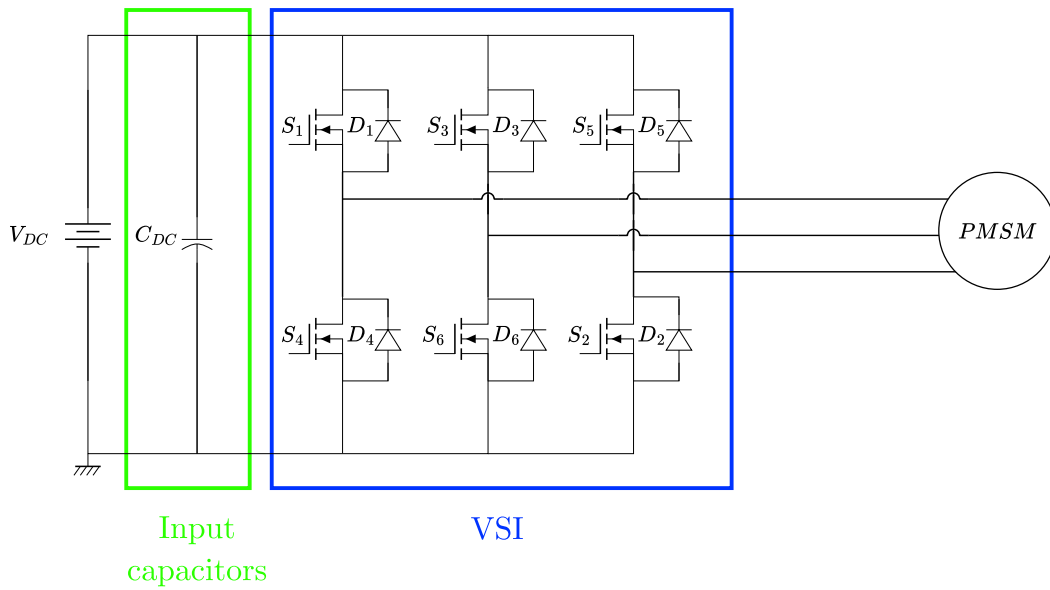 S1 D1 S3 D3 S5 D5
VDC CDC PMSM
S4 D4 S6 D6 S2 D2
Input VSI
capacitors